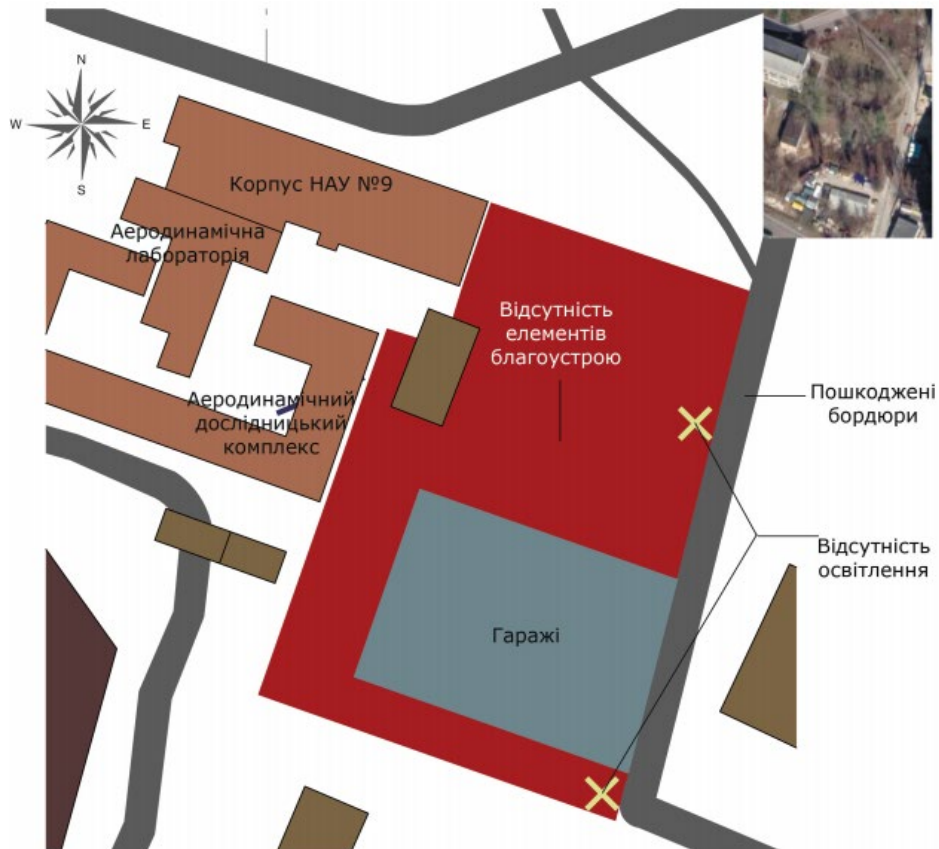 N
W
E
S
Корпус НАУ №9
Аеродинамічна
лабораторія
Відсутність
елементів
благоустрою
Аеродинамічний
дослідницький
комплекс
Пошкоджені
бордюри
Відсутність
освітлення
Гаражі